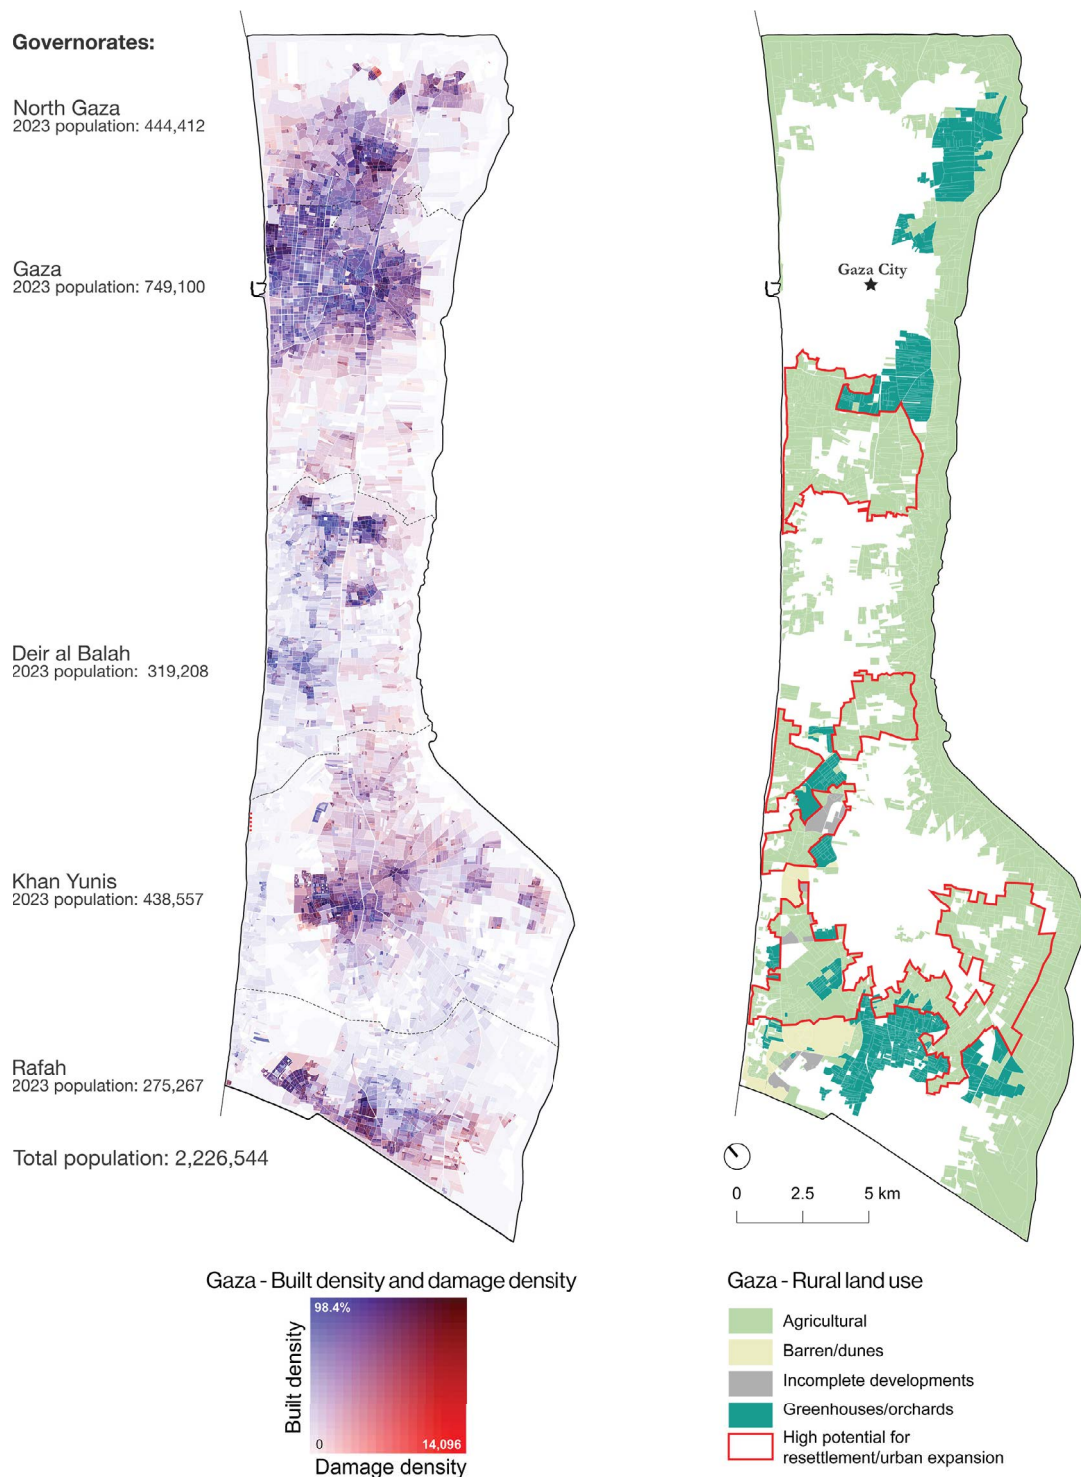 Governorates:
North Gaza
2023 population: 444,412
Gaza
2023 population: 749,100
Deir al Balah
2023 population: 319,208
Khan Yunis
2023 population: 438,557
Rafah
2023 population: 275,267
Total population: 2,226,544
Gaza City
0 2.5 5 km
Gaza - Built density and damage density
98.4%
Built density
0
14,096
Damage density
Gaza - Rural land use
Agricultural
Barren/dunes
Incomplete developments
Greenhouses/orchards
High potential for
resettlement/urban expansion